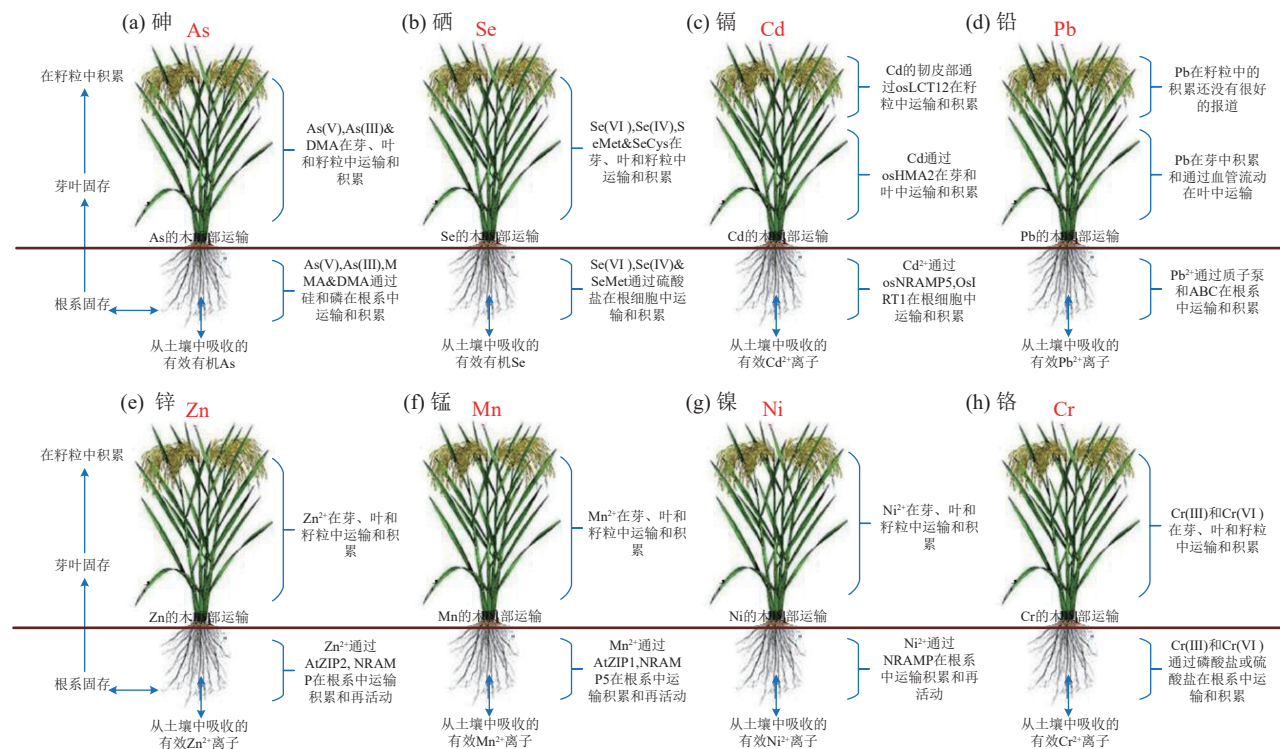 (a) 砷
As
(b) 硒
Se
(c) 镉
Cd
(d) 铅
Pb
在籽粒中积累
芽叶固存
根系固存
As(V),As(III)&
DMA在芽、叶
和籽粒中运输和
积累
As的木部运输
As(V),As(III),M
MA&DMA通过
硅和磷在根系中
运输和积累
从土壤中吸收的
有效有机As
Se(VI ),Se(IV),S
eMet&SeCys在
芽、叶和籽粒中
运输和积累
Se的木部运输
Se(VI ),Se(IV)&
SeMet通过硫酸
盐在根细胞中运
输和积累
从土壤中吸收的
有效有机Se
Cd的韧皮部通
过osLCT12在籽
粒中运输和积累
Cd通过
osHMA2在芽和
叶中运输和积累
Cd的木部运输
Cd²⁺通过
osNRAMP5,OsI
RT1在根细胞中
运输和积累
从土壤中吸收的
有效Cd²⁺离子
Pb在籽粒中的
积累还没有很好
的报道
Pb在芽中积累
和通过血管流动
在叶中运输
Pb的木部运输
Pb²⁺通过质子泵
和ABC在根系
中运输和积累
从土壤中吸收的
有效Pb²⁺离子
(e) 锌
Zn
(f) 锰
Mn
(g) 镍
Ni
(h) 铬
Cr
在籽粒中积累
芽叶固存
根系固存
Zn²⁺在芽、叶和
籽粒中运输和积
累
Zn的木部运输
Zn²⁺通过
AtZIP2, NRAM
P在根系中运输
积累和再活动
从土壤中吸收的
有效Zn²⁺离子
Mn²⁺在芽、叶和
籽粒中运输和积
累
Mn的木部运输
Mn²⁺通过
AtZIP1,NRAM
P5在根系中运
输积累和再活动
从土壤中吸收的
有效Mn²⁺离子
Ni²⁺在芽、叶和
籽粒中运输和积
累
Ni的木部运输
Ni²⁺通过
NRAMP在根系
中运输积累和再
活动
从土壤中吸收的
有效Ni²⁺离子
Cr(III)和Cr(VI )
在芽、叶和籽粒
中运输和积累
Cr的木部运输
Cr(III)和Cr(VI )
通过磷酸盐或硫
酸盐在根系中运
输和积累
从土壤中吸收的
有效Cr²⁺离子